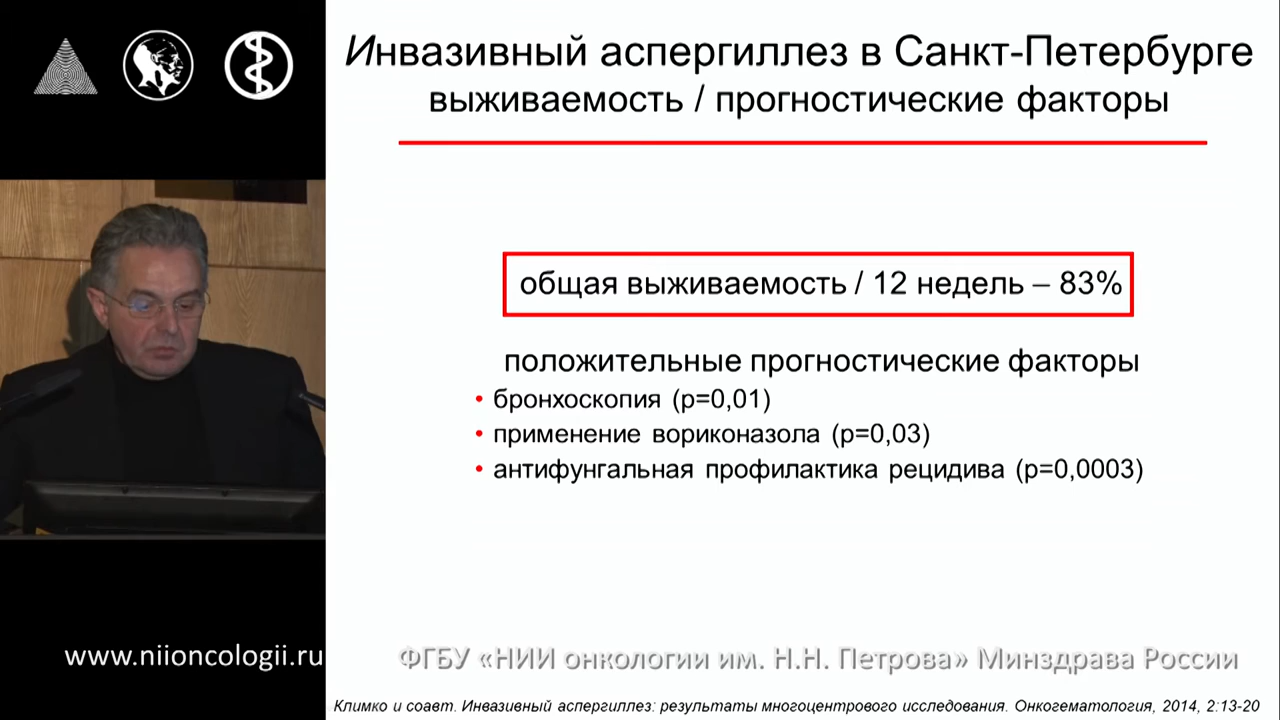 Инвазивный аспергиллез в Санкт-Петербурге
выживаемость / прогностические факторы
общая выживаемость / 12 недель – 83%
положительные прогностические факторы
• бронхоскопия (р=0,01)
• применение вориконазола (р=0,03)
• антифунгальная профилактика рецидива (р=0,0003)
www.niioncologii.ru
ФГБУ «НИИ онкологии им. Н.Н. Петрова» Минздрава России
Климко и соавт. Инвазивный аспергиллез: результаты многоцентрового исследования. Онкогематология, 2014, 2:13-20